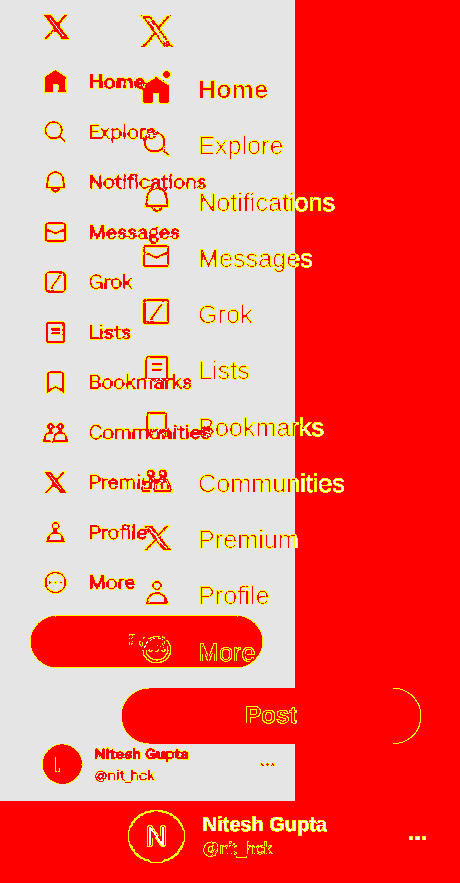 Home
Home
Explore
Explore
Notifications
Notifications
Messages
Messages
Grok
Grok
Lists
Lists
Bookmarks
Bookmarks
Communities
Communities
Premium
Premium
Profile
Profile
More
More
Post
Nitesh Gupta
@nit_hck
N
Nitesh Gupta
@nit_hck